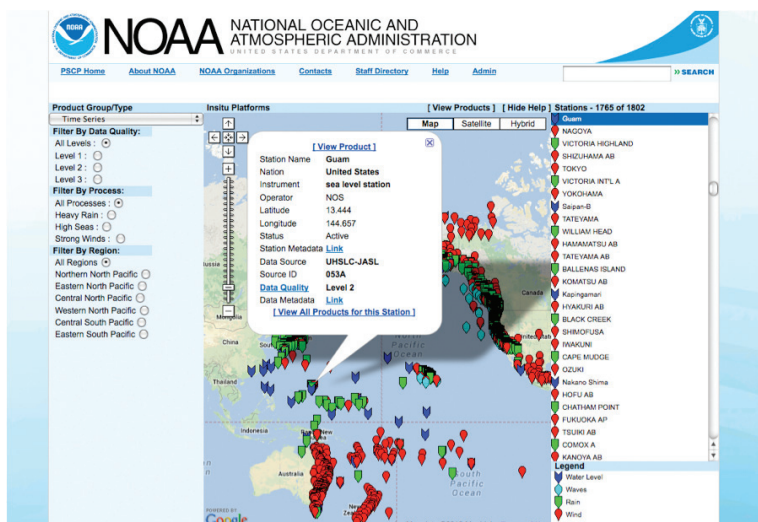 NOAA
NOAA NATIONAL OCEANIC AND
ATMOSPHERIC ADMINISTRATION
UNITED STATES DEPARTMENT OF COMMERCE
PSCP Home About NOAA NOAA Organizations Contacts Staff Directory Help Admin »SEARCH
Product Group/Type
Time Series
Filter By Data Quality:
All Levels :
Level 1 :
Level 2 :
Level 3 :
Filter By Process:
All Processes :
Heavy Rain :
High Seas :
Strong Winds :
Filter By Region:
All Regions
Northern North Pacific
Eastern North Pacific
Central North Pacific
Western North Pacific
Central South Pacific
Eastern South Pacific
Insitu Platforms [ View Products ] [ Hide Help ]
Map Satellite Hybrid
[ View Product ]
Station Name Guam
Nation United States
Instrument sea level station
Operator NOS
Latitude 13.444
Longitude 144.657
Status Active
Station Metadata Link
Data Source UHSLC-JASL
Source ID 053A
Data Quality Level 2
Data Metadata Link
[ View All Products for this Station ]
Mongolia
China
Thailand
Indonesia
Australia
Canada
Pacific
Ocean
South
Pacific
Ocean
POWERED BY
Google
Stations - 1765 of 1802
Guam
NAGOYA
VICTORIA HIGHLAND
SHIZUHAMA AB
TOKYO
VICTORIA INT'L A
YOKOHAMA
Saipan-B
TATEYAMA
WILLIAM HEAD
HAMAMATSU AB
TATEYAMA AB
BALLENAS ISLAND
KOMATSU AB
Kapingamari
HYAKURI AB
BLACK CREEK
SHIMOFUSA
IWAKUNI
CAPE MUDGE
OZUKI
Nakano Shima
HOFU AB
CHATHAM POINT
FUKUOKA AP
TSUIKI AB
COMOX A
KANOYA AB
Legend
Water Level
Waves
Rain
Wind